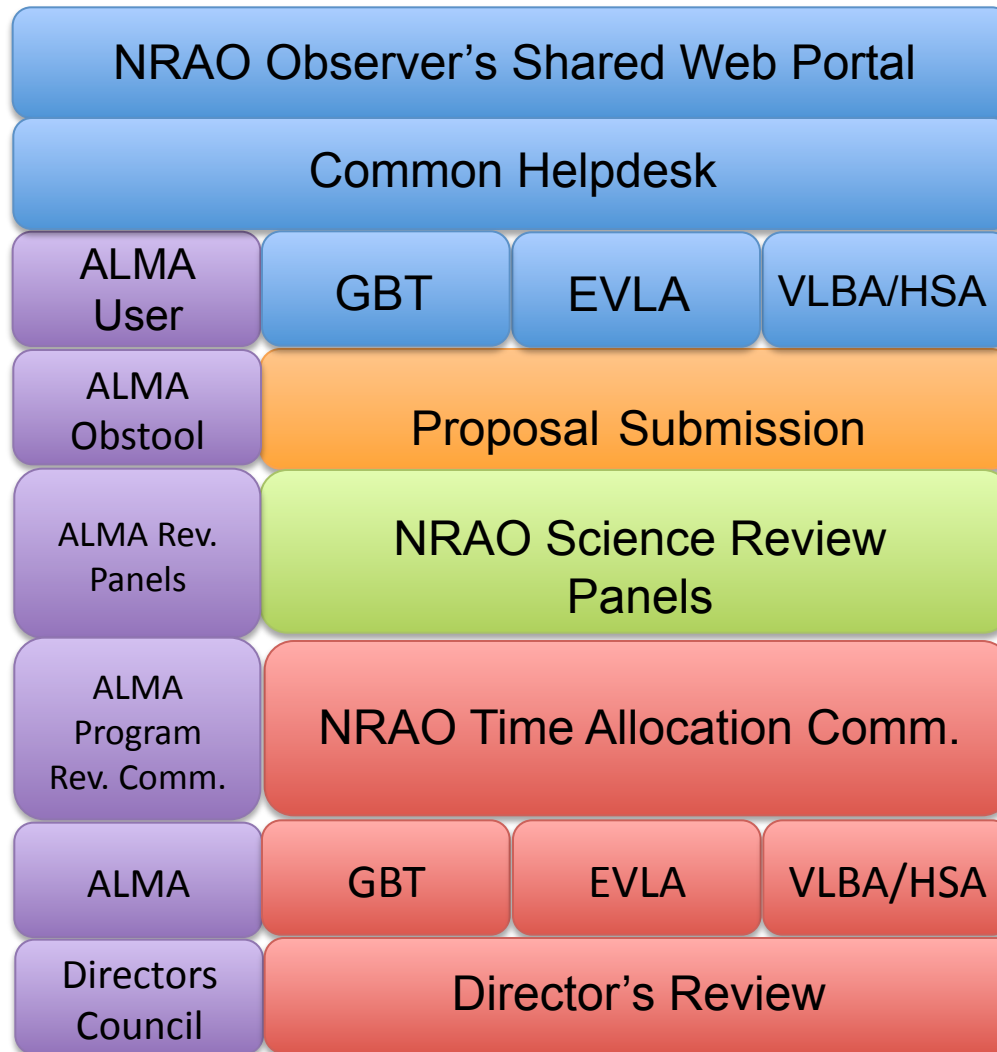 NRAO Observer’s Shared Web Portal
Common Helpdesk
ALMA
User
GBT
EVLA
VLBA/HSA
ALMA
Obstool
Proposal Submission
ALMA Rev.
Panels
NRAO Science Review
Panels
ALMA
Program
Rev. Comm.
NRAO Time Allocation Comm.
ALMA
GBT
EVLA
VLBA/HSA
Directors
Council
Director’s Review